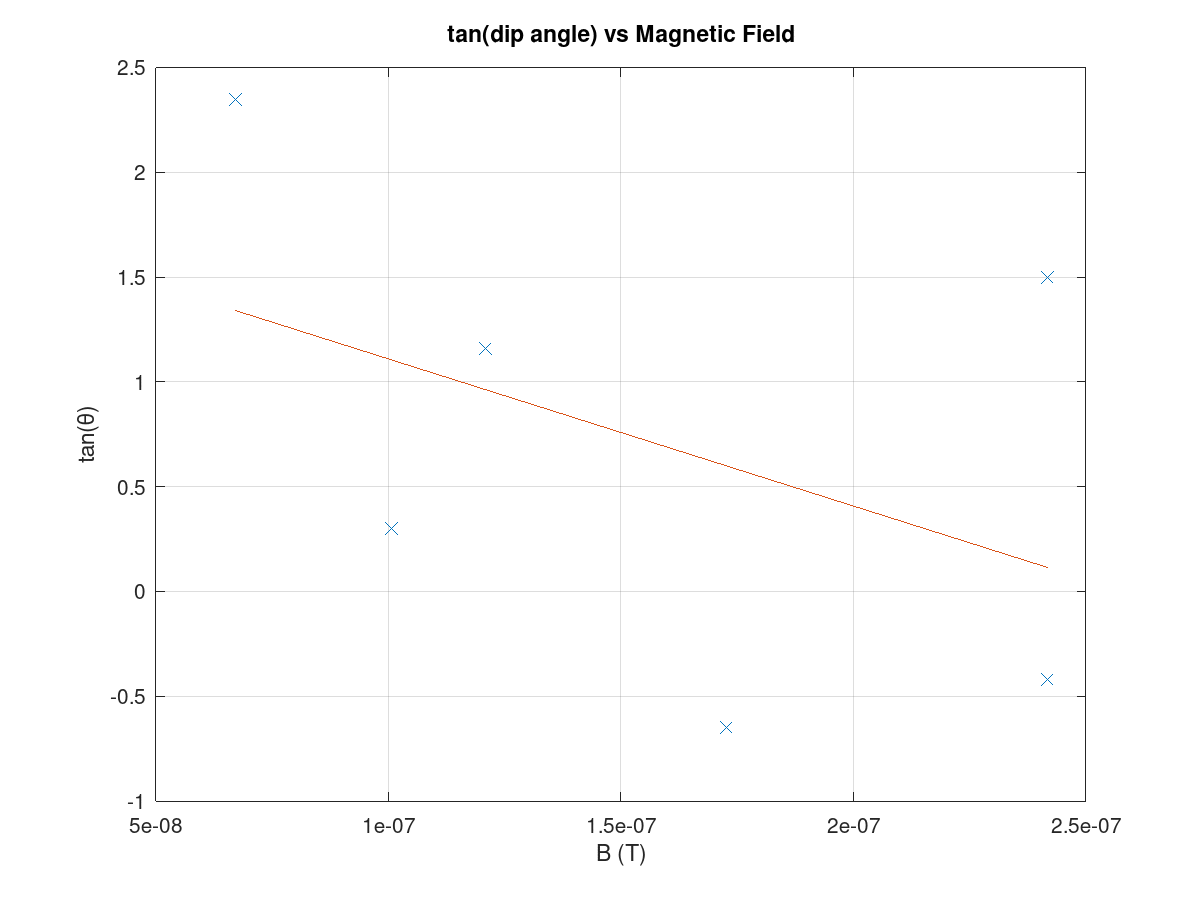 tan(dip angle) vs Magnetic Field
2.5
2
1.5
1
0.5
0
-0.5
-1
tan(θ)
5e-08
1e-07
1.5e-07
2e-07
2.5e-07
B (T)